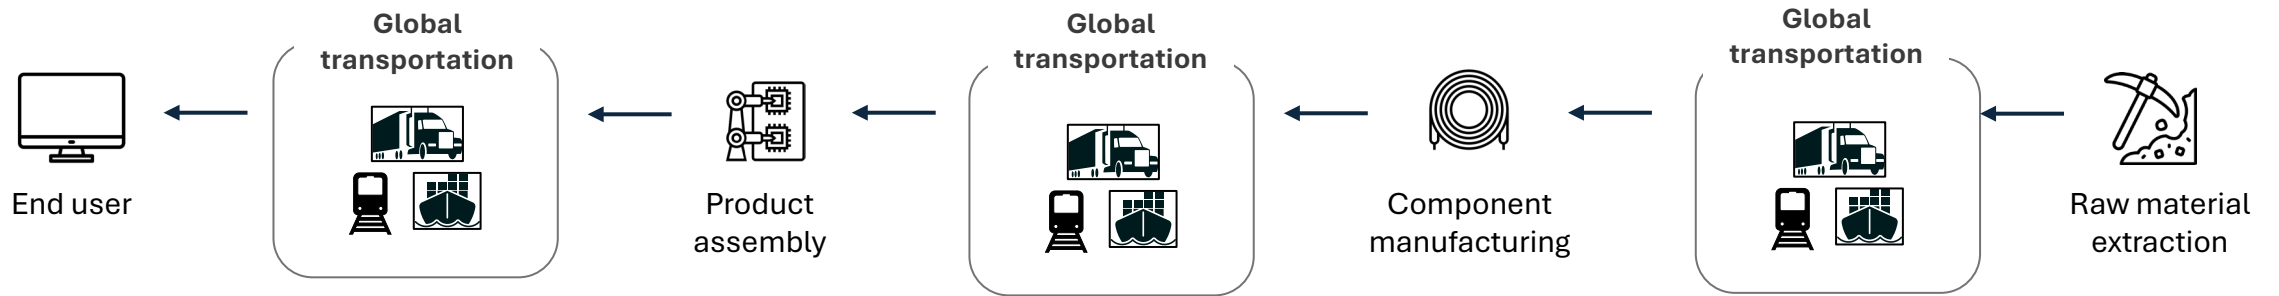 Global
transportation
Global
transportation
Global
transportation
End user
Product
assembly
Component
manufacturing
Raw material
extraction